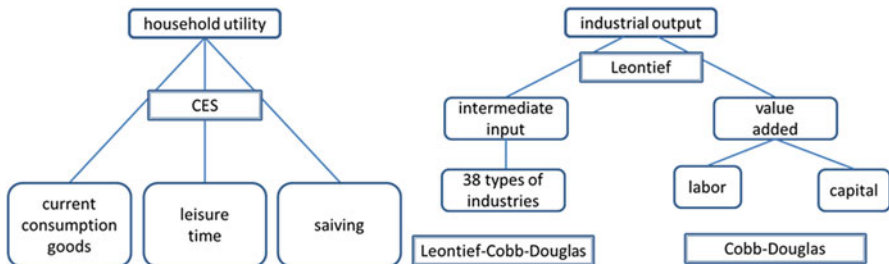 household utility
CES
current
consumption
goods
leisure
time
saiving
industrial output
Leontief
intermediate
input
value
added
38 types of
industries
labor
capital
Leontief-Cobb-Douglas
Cobb-Douglas